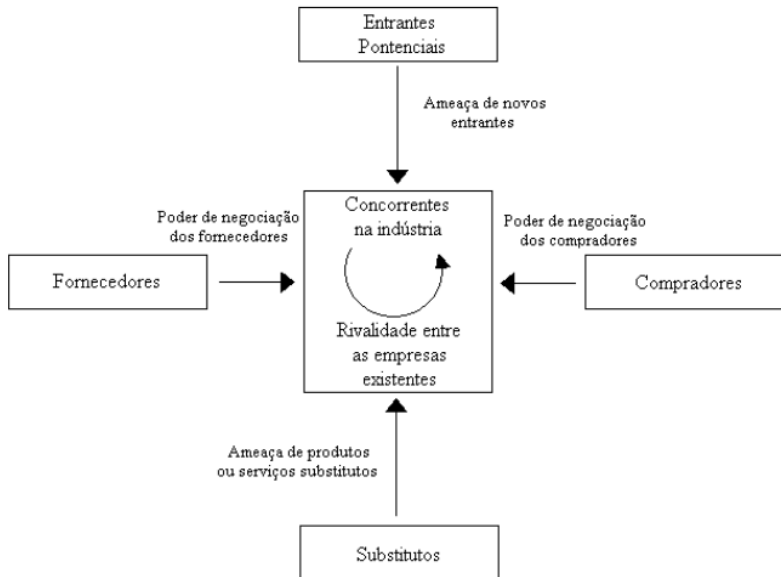 Entrantes
Pontenciais
Ameaça de novos
entrantes
Concorrentes
na indústria
Poder de negociação
dos fornecedores
Poder de negociação
dos compradores
Fornecedores
Compradores
Rivalidade entre
as empresas
existentes
Ameaça de produtos
ou serviços substitutos
Substitutos